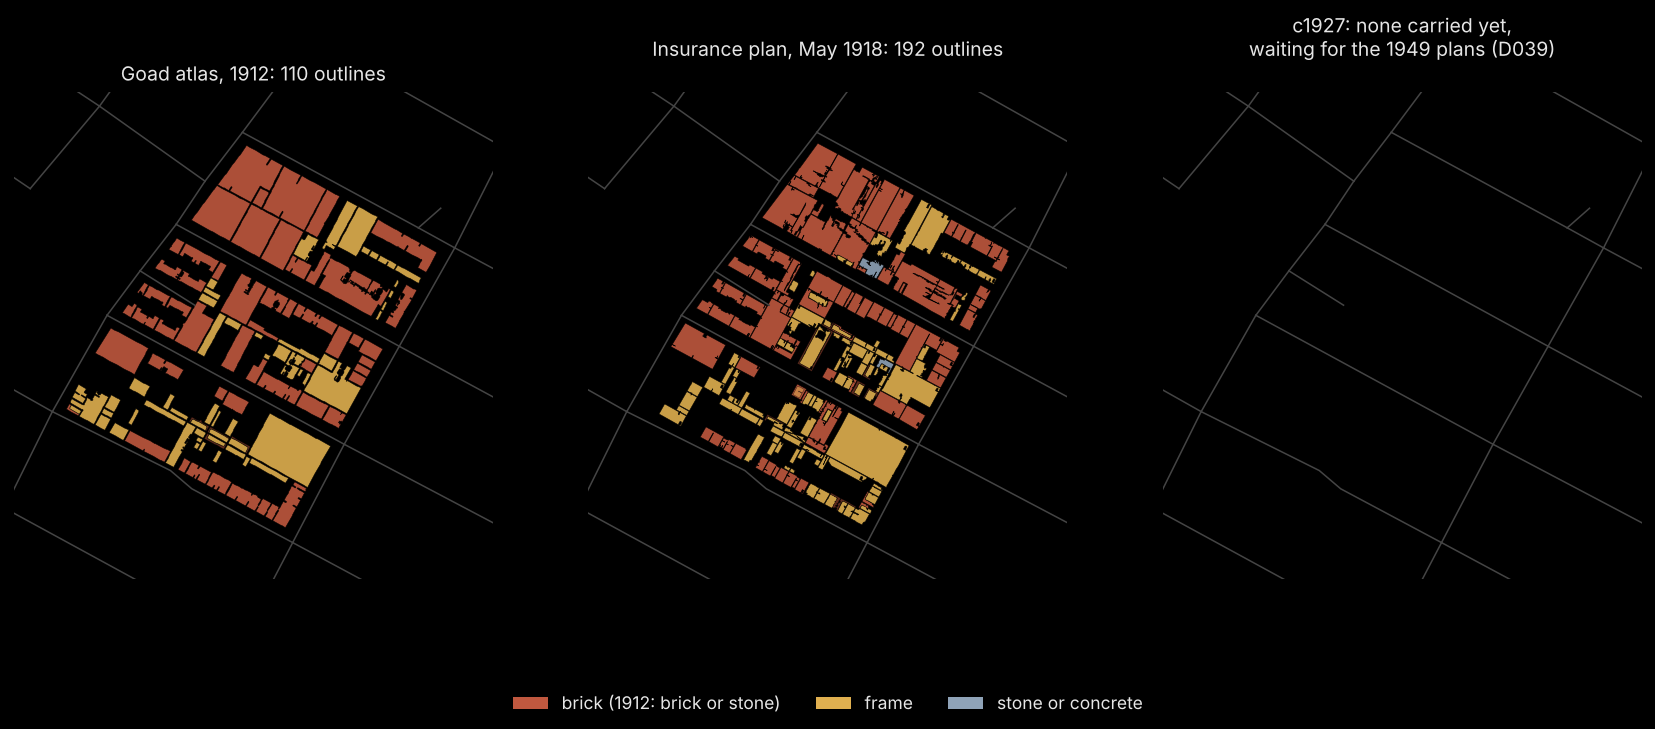 Goad atlas, 1912: 110 outlines
Insurance plan, May 1918: 192 outlines
c1927: none carried yet,
waiting for the 1949 plans (D039)
brick (1912: brick or stone)
frame
stone or concrete